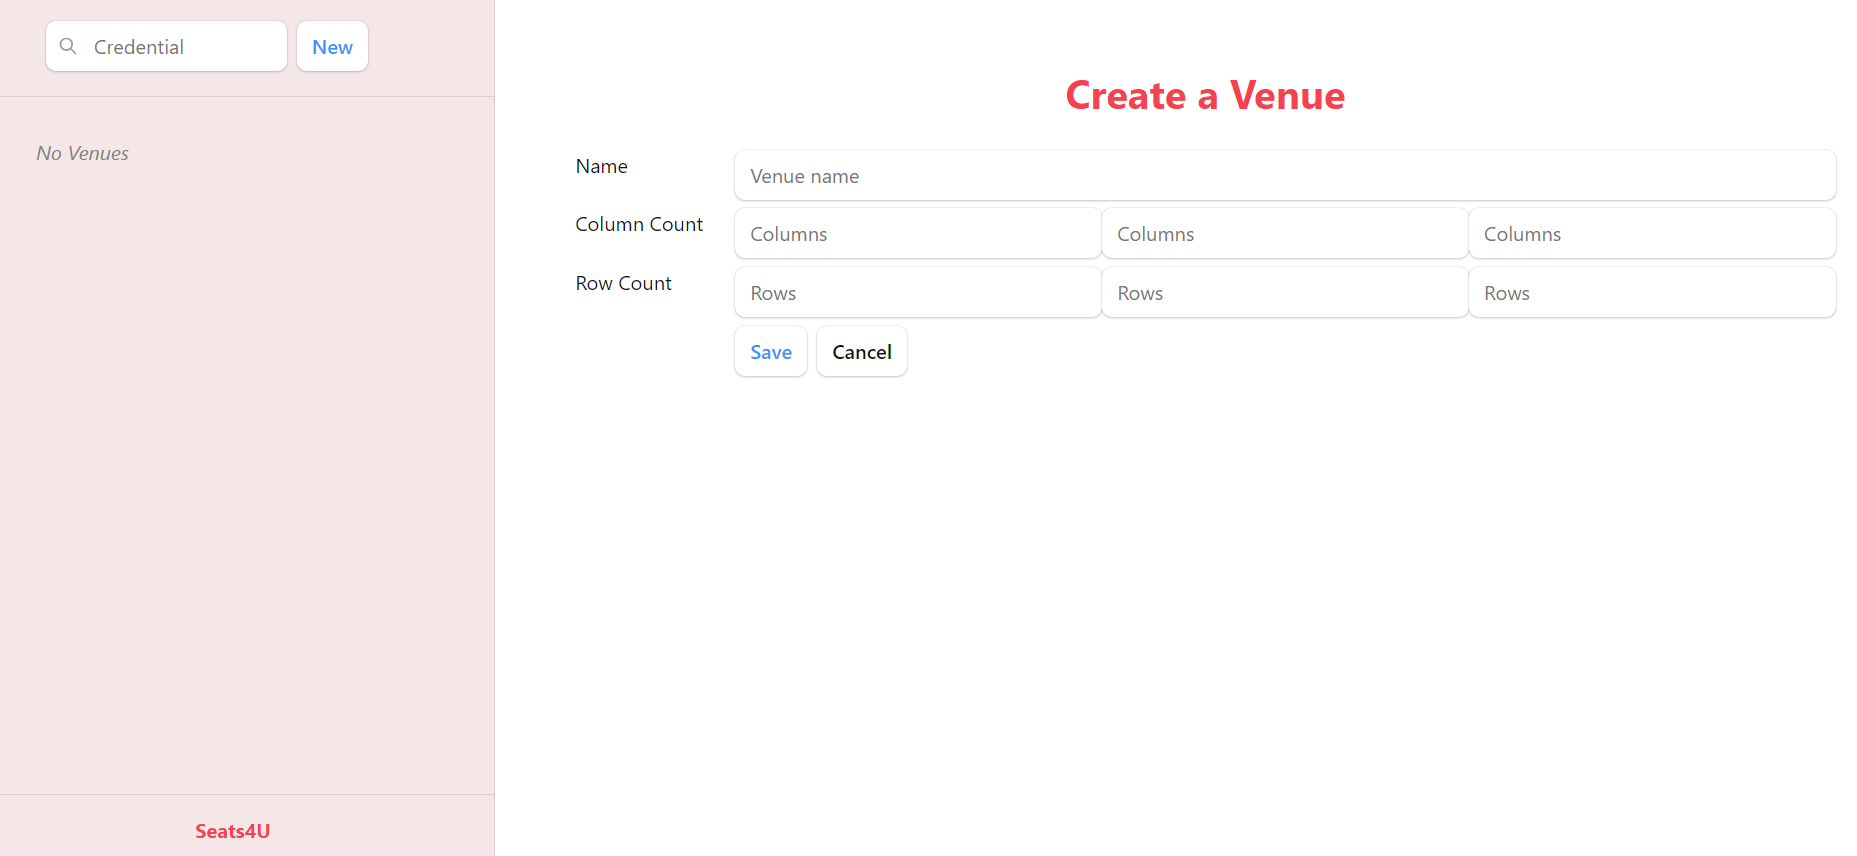 Credential New
No Venues
Seats4U
Create a Venue
Name Venue name
Column Count Columns Columns Columns
Row Count Rows Rows Rows
Save Cancel